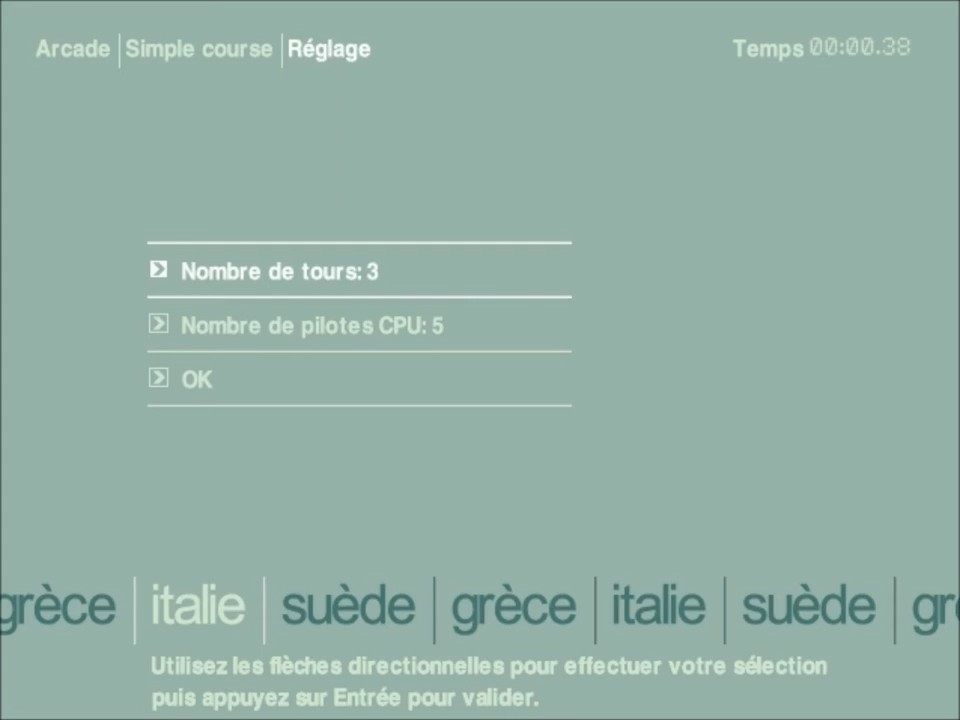 Arcade Simple course Réglage Temps 00:00.38
Nombre de tours: 3
Nombre de pilotes CPU: 5
OK
grèce italie suède grèce italie suède gr
Utilisez les flèches directionnelles pour effectuer votre sélection
puis appuyez sur Entrée pour valider.